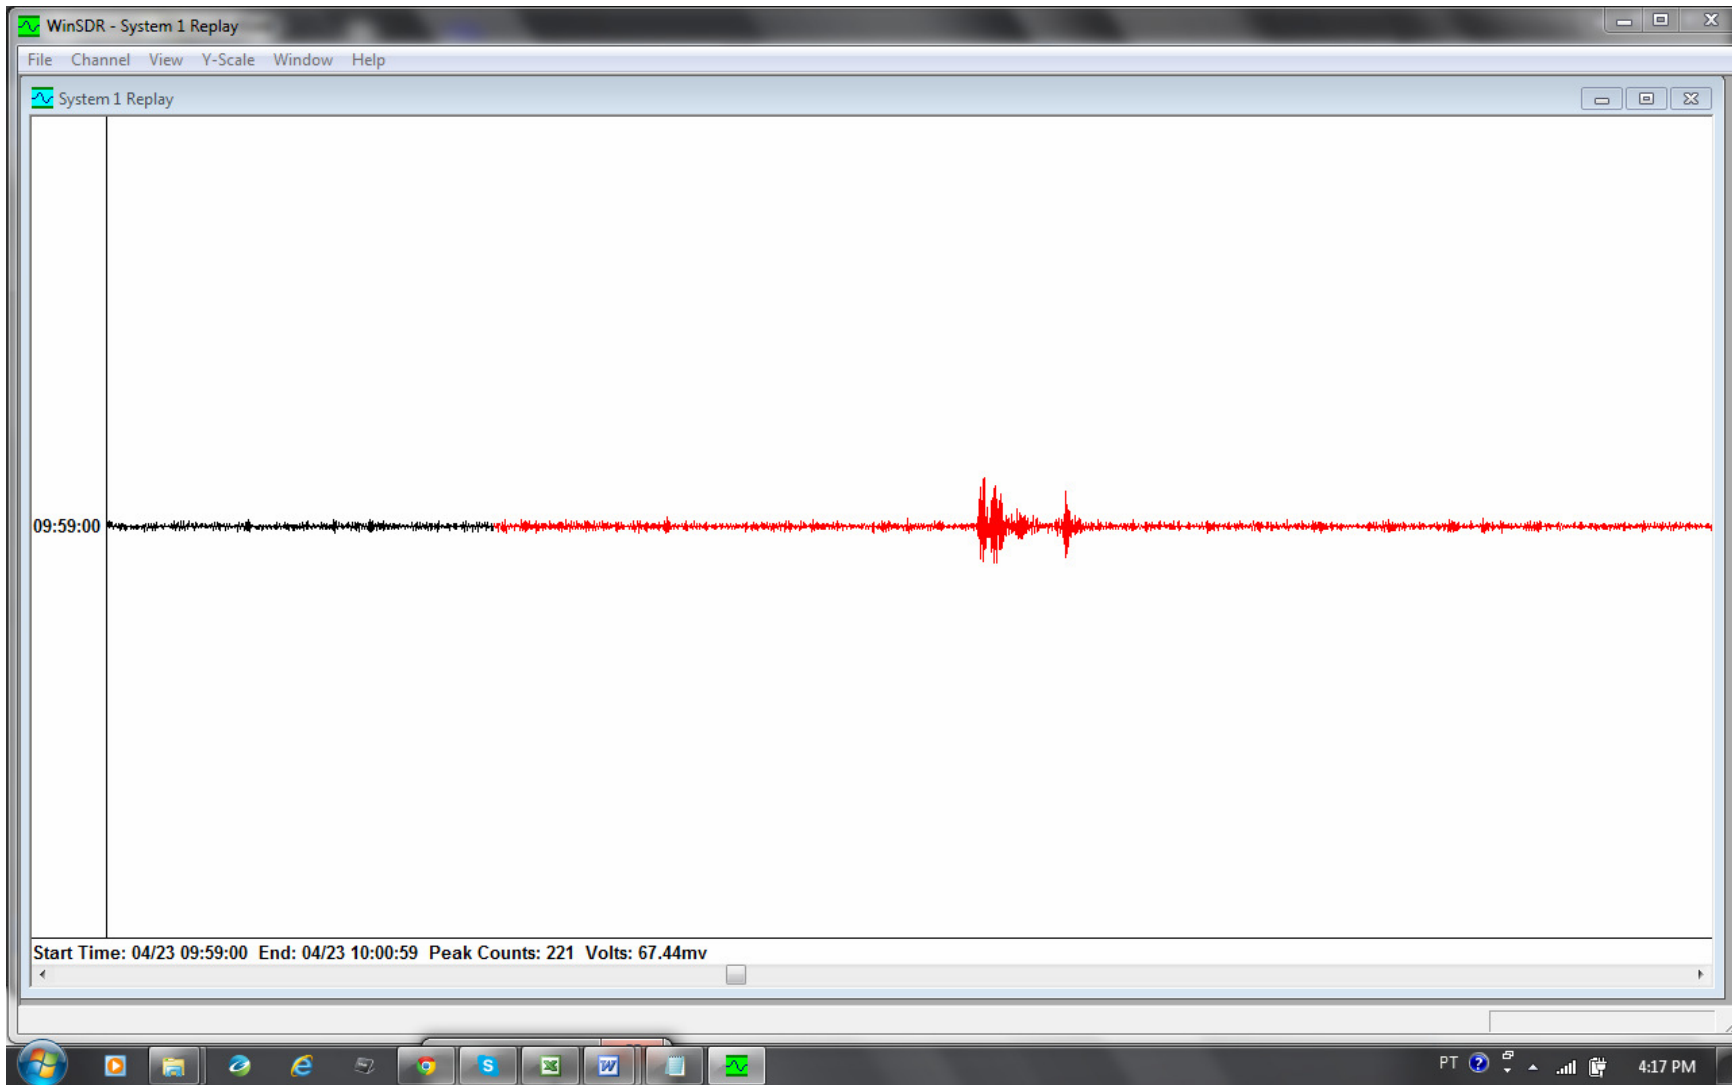 WinSDR - System 1 Replay
File Channel View Y-Scale Window Help
System 1 Replay
09:59:00
Start Time: 04/23 09:59:00 End: 04/23 10:00:59 Peak Counts: 221 Volts: 67.44mv
PT 4:17 PM